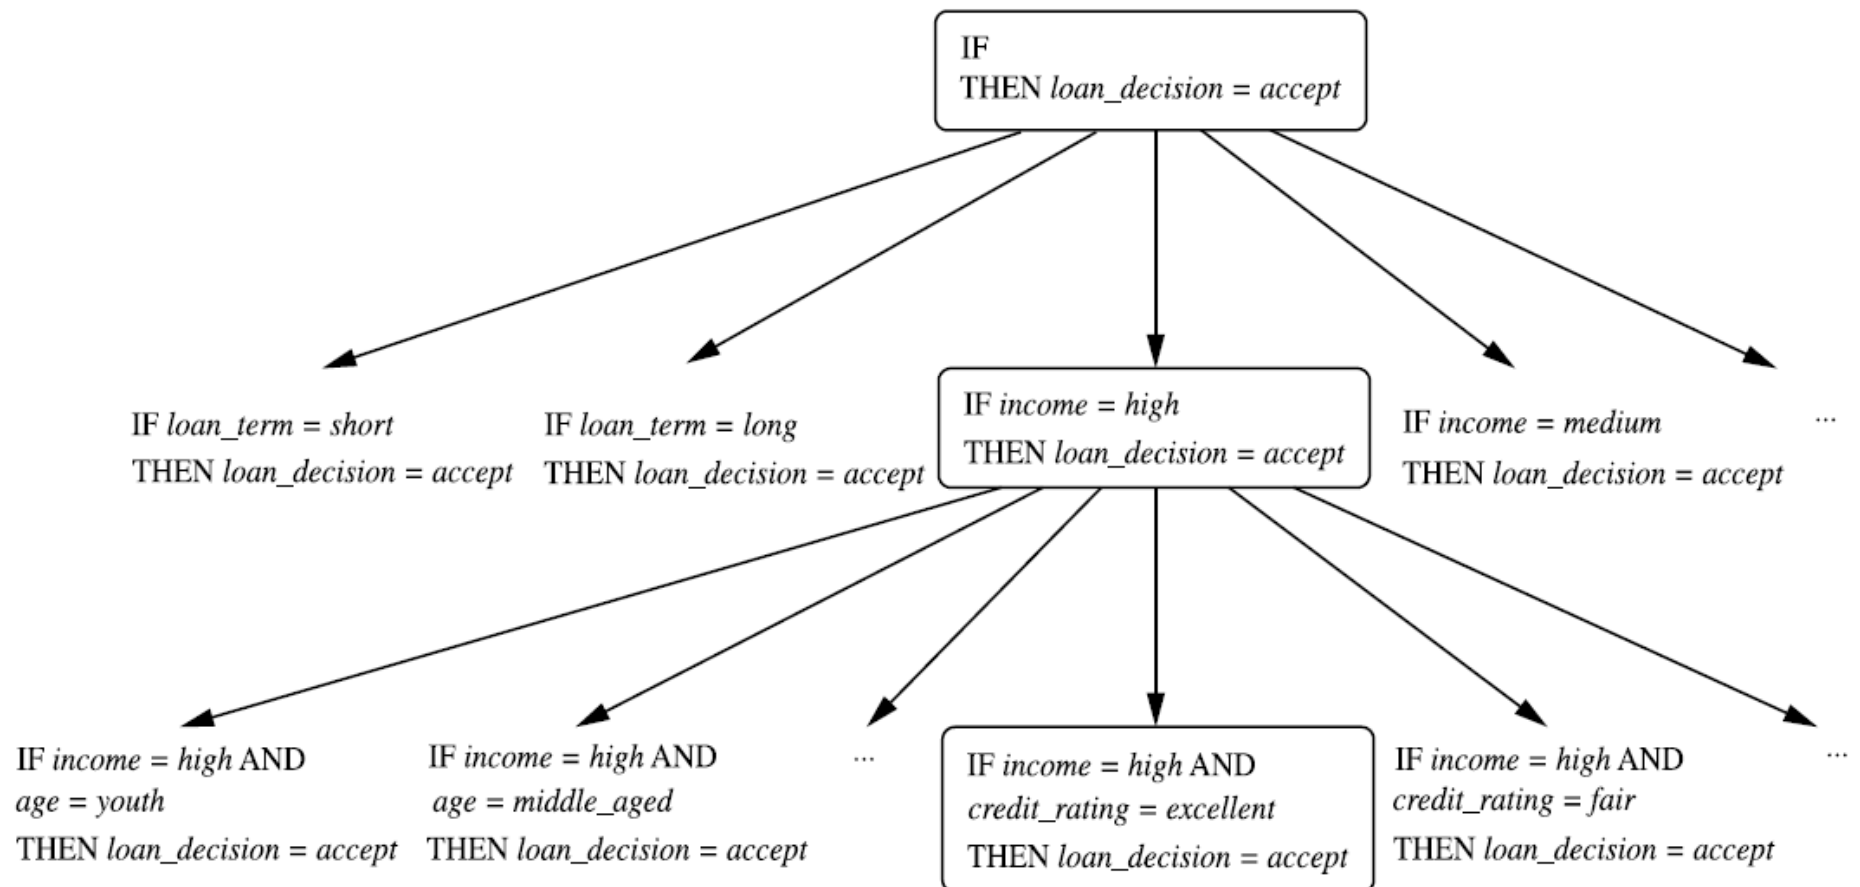 IF
THEN loan_decision = accept
IF loan_term = short
THEN loan_decision = accept
IF loan_term = long
THEN loan_decision = accept
IF income = high
THEN loan_decision = accept
IF income = medium
THEN loan_decision = accept
...
IF income = high AND
age = youth
THEN loan_decision = accept
IF income = high AND
age = middle_aged
THEN loan_decision = accept
...
IF income = high AND
credit_rating = excellent
THEN loan_decision = accept
IF income = high AND
credit_rating = fair
THEN loan_decision = accept
...